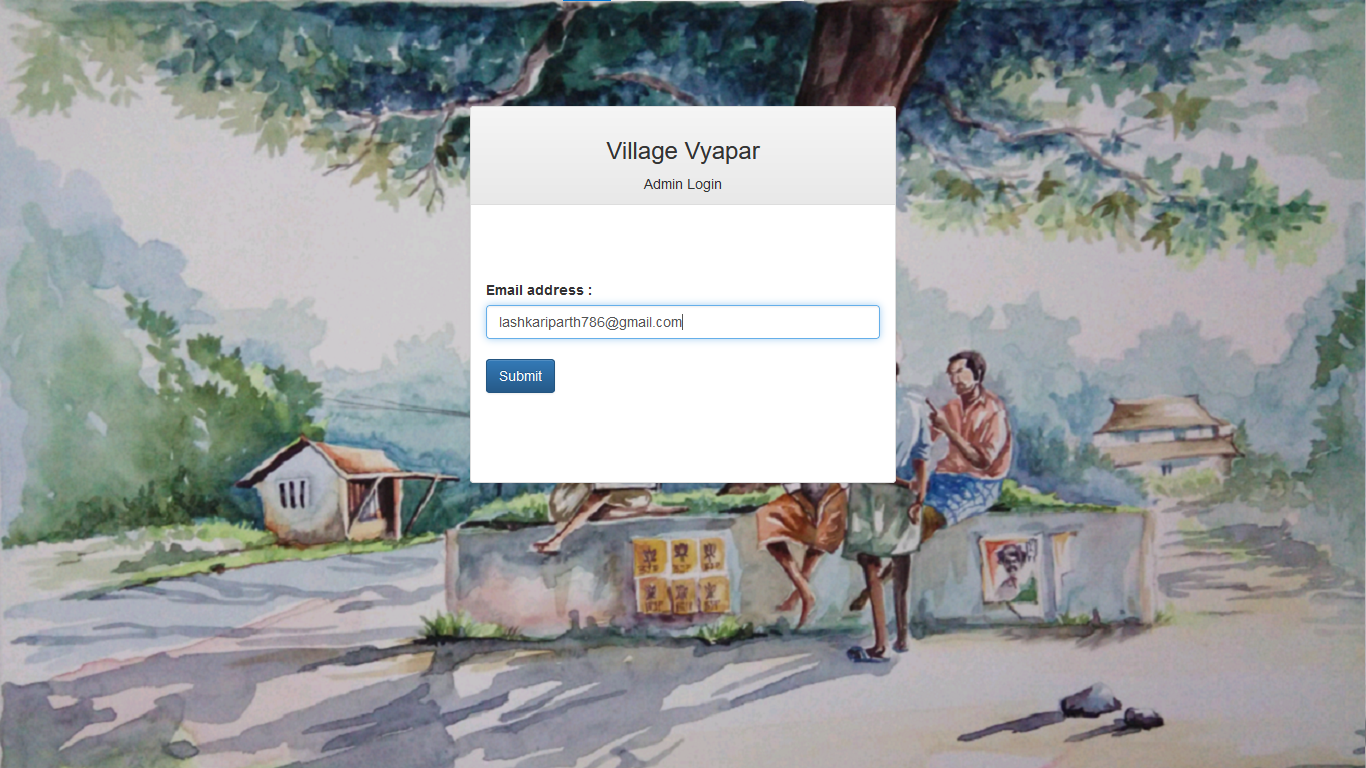 Village Vyapar
Admin Login
Email address :
lashkariparth786@gmail.com
Submit